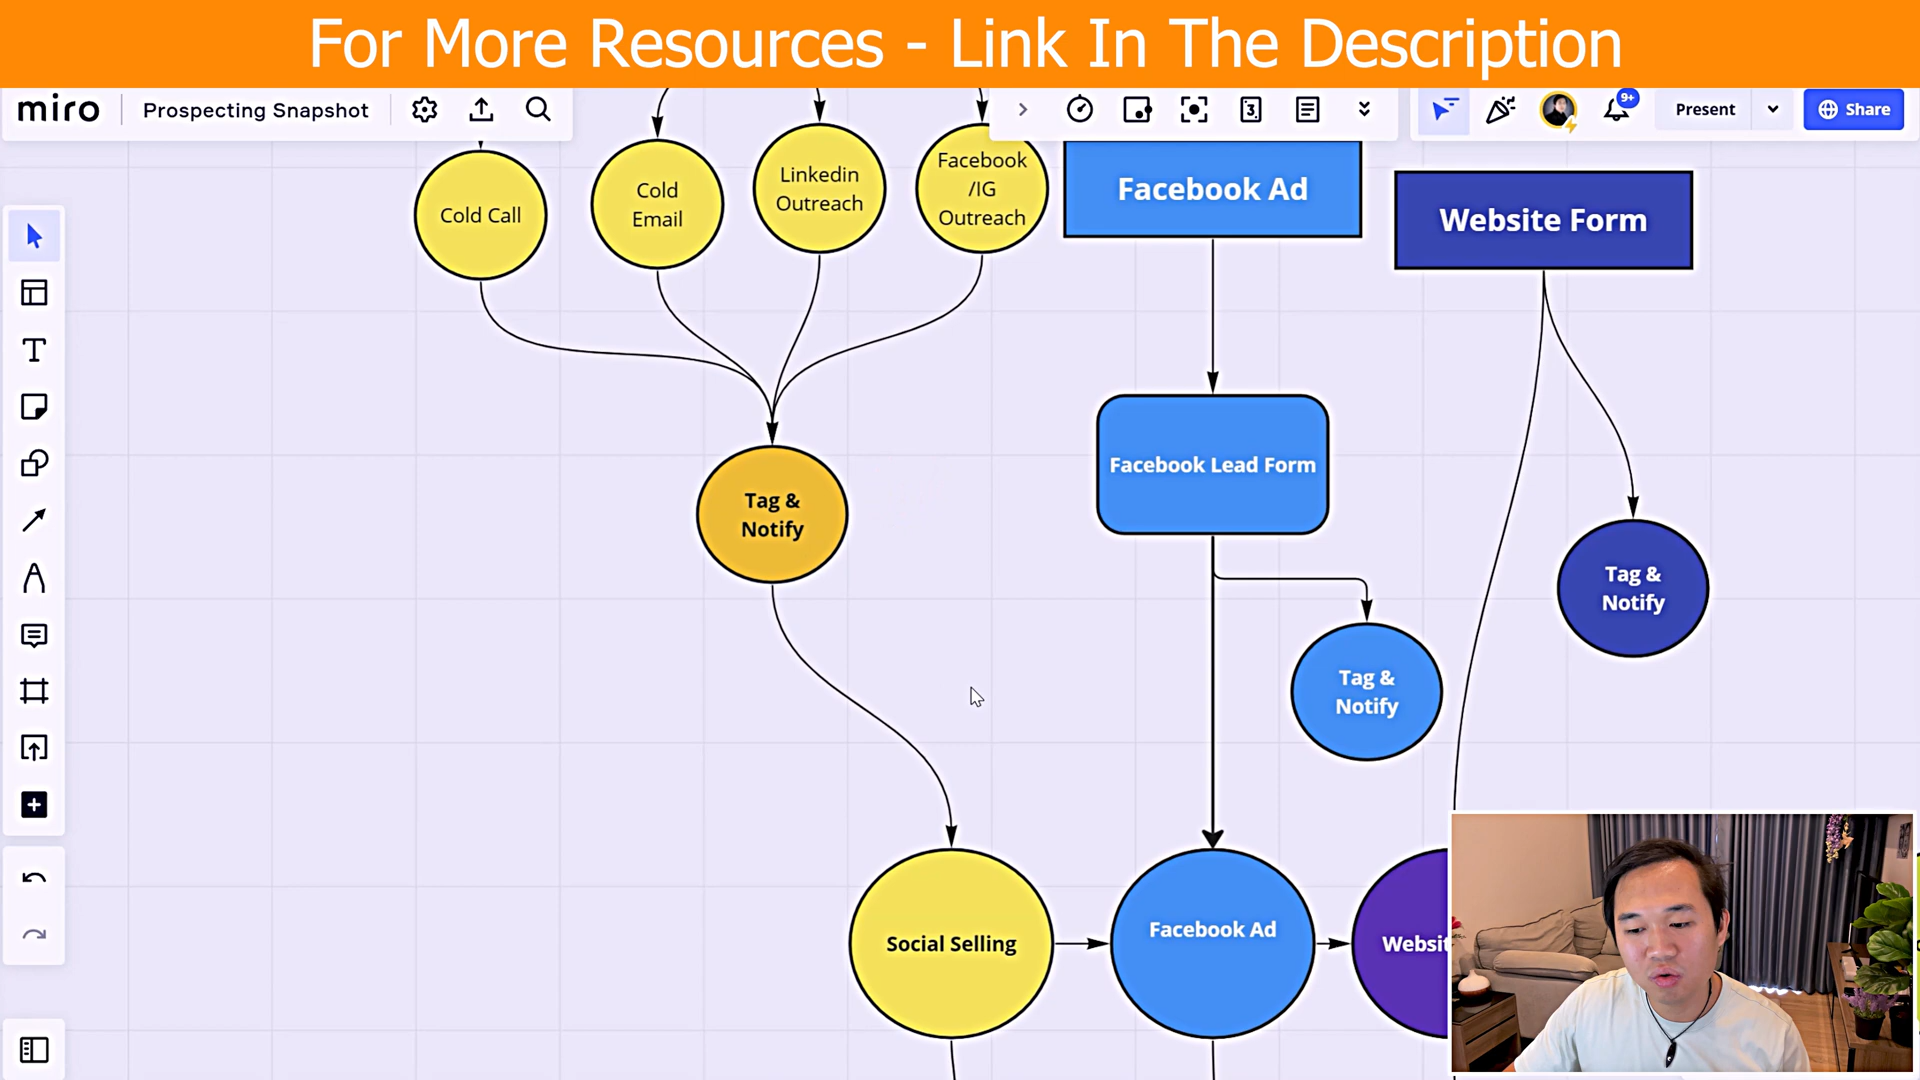 For More Resources - Link In The Description
miro
Prospecting Snapshot
3
9+
Present
Share
Cold Call
Cold
Email
Linkedin
Outreach
Facebook
/IG
Outreach
Facebook Ad
Website Form
Tag &
Notify
Facebook Lead Form
Tag &
Notify
Tag &
Notify
Social Selling
Facebook Ad